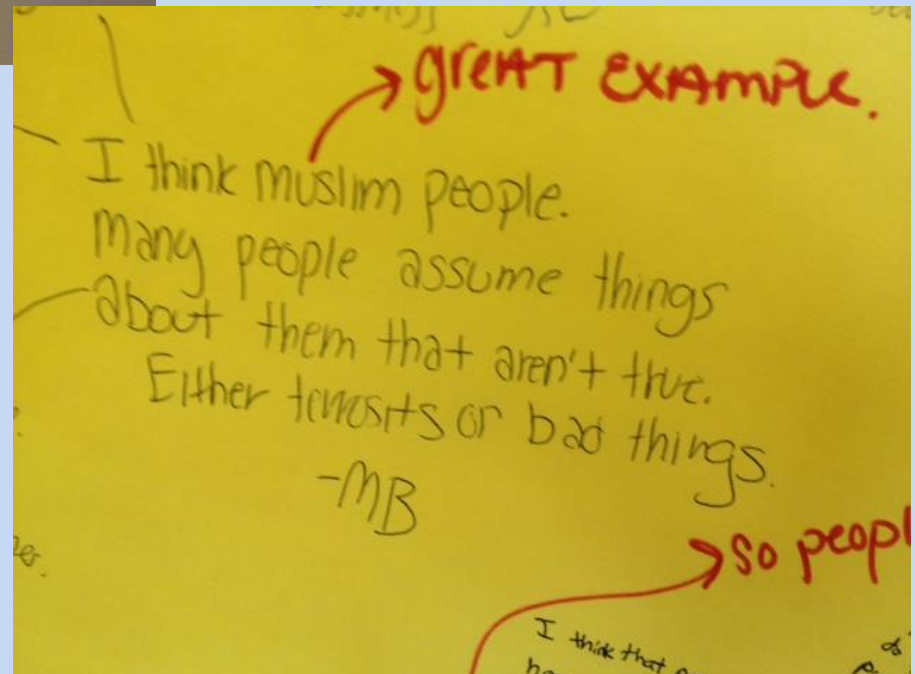 great Example.
I think muslim people.
many people assume things
about them that aren't true.
Either terrosits or bad things.
-MB
so peopl
I think that